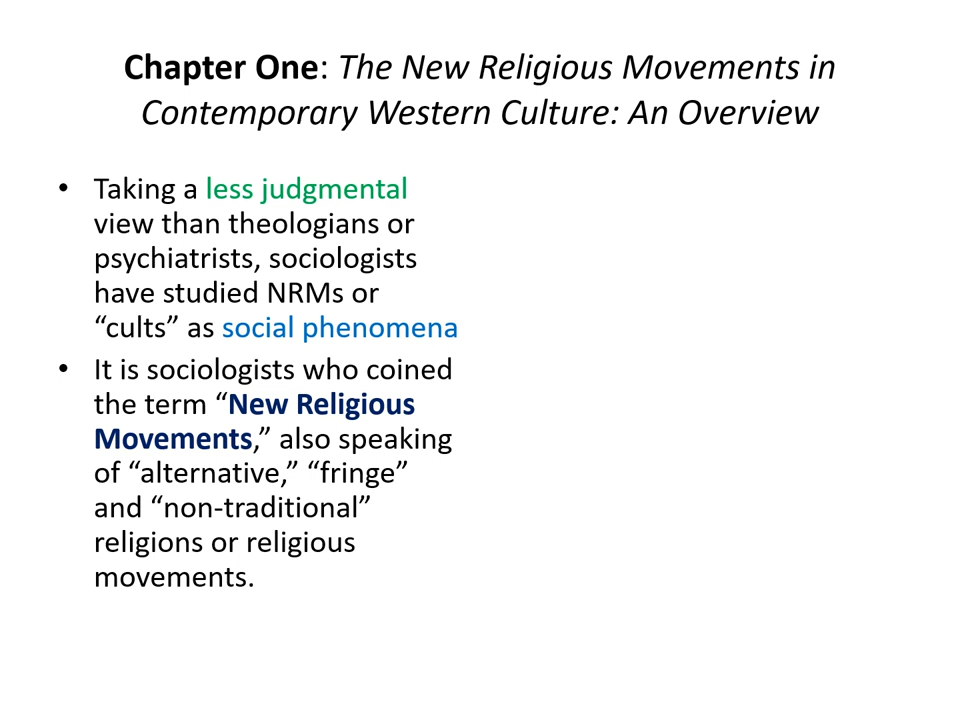 Chapter One: The New Religious Movements in
Contemporary Western Culture: An Overview
• Taking a less judgmental
view than theologians or
psychiatrists, sociologists
have studied NRMs or
“cults” as social phenomena
• It is sociologists who coined
the term “New Religious
Movements,” also speaking
of “alternative,” “fringe”
and “non-traditional”
religions or religious
movements.